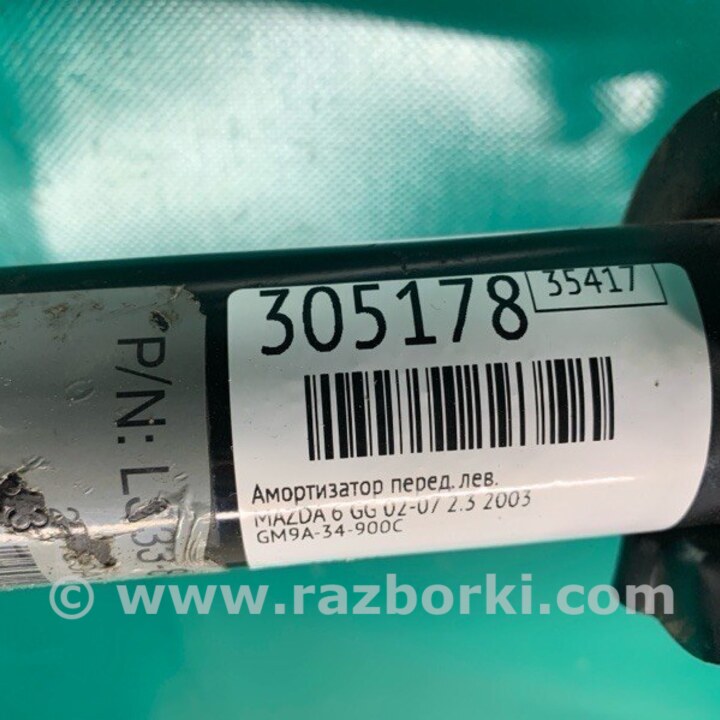 305178
35417
Амортизатор перед. лев.
MAZDA 6 GG 02-07 2.3 2003
GM9A-34-900C
P/N:
© www.razborki.com